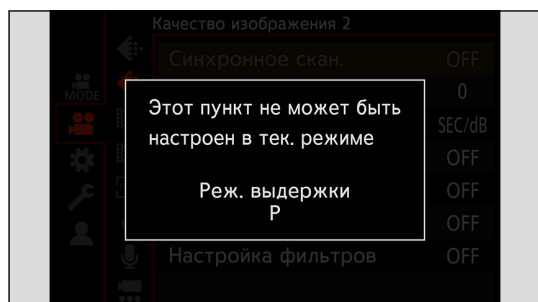 Качество изображения 2
Синхронное скан. OFF
MODE
0
Этот пункт не может быть
настроен в тек. режиме
SEC/dB
OFF
Реж. выдержки
P
OFF
OFF
Настройка фильтров OFF